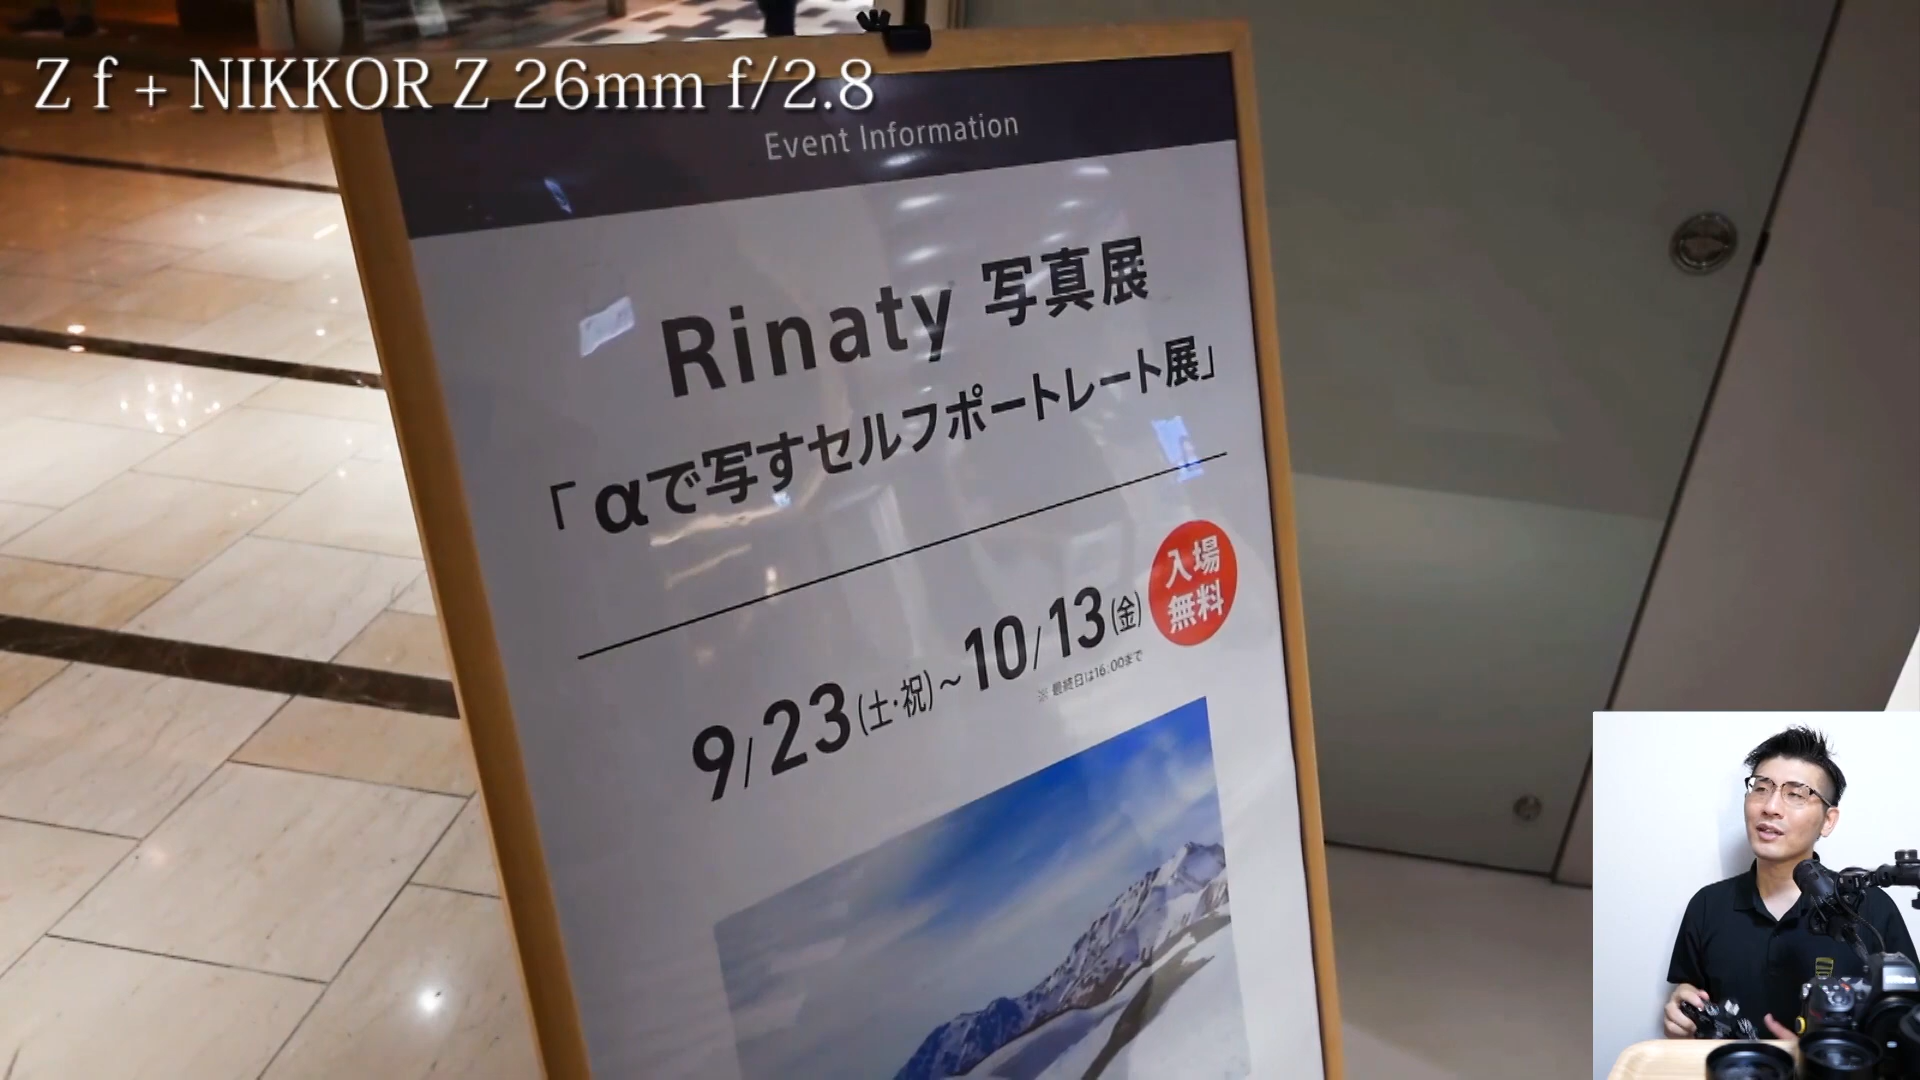 Z f + NIKKOR Z 26mm f/2.8
Event Information
Rinaty 写真展
「αで写すセルフポートレート展」
入場
無料
9/23(土・祝)~10/13(金)
※ 最終日は16:00まで